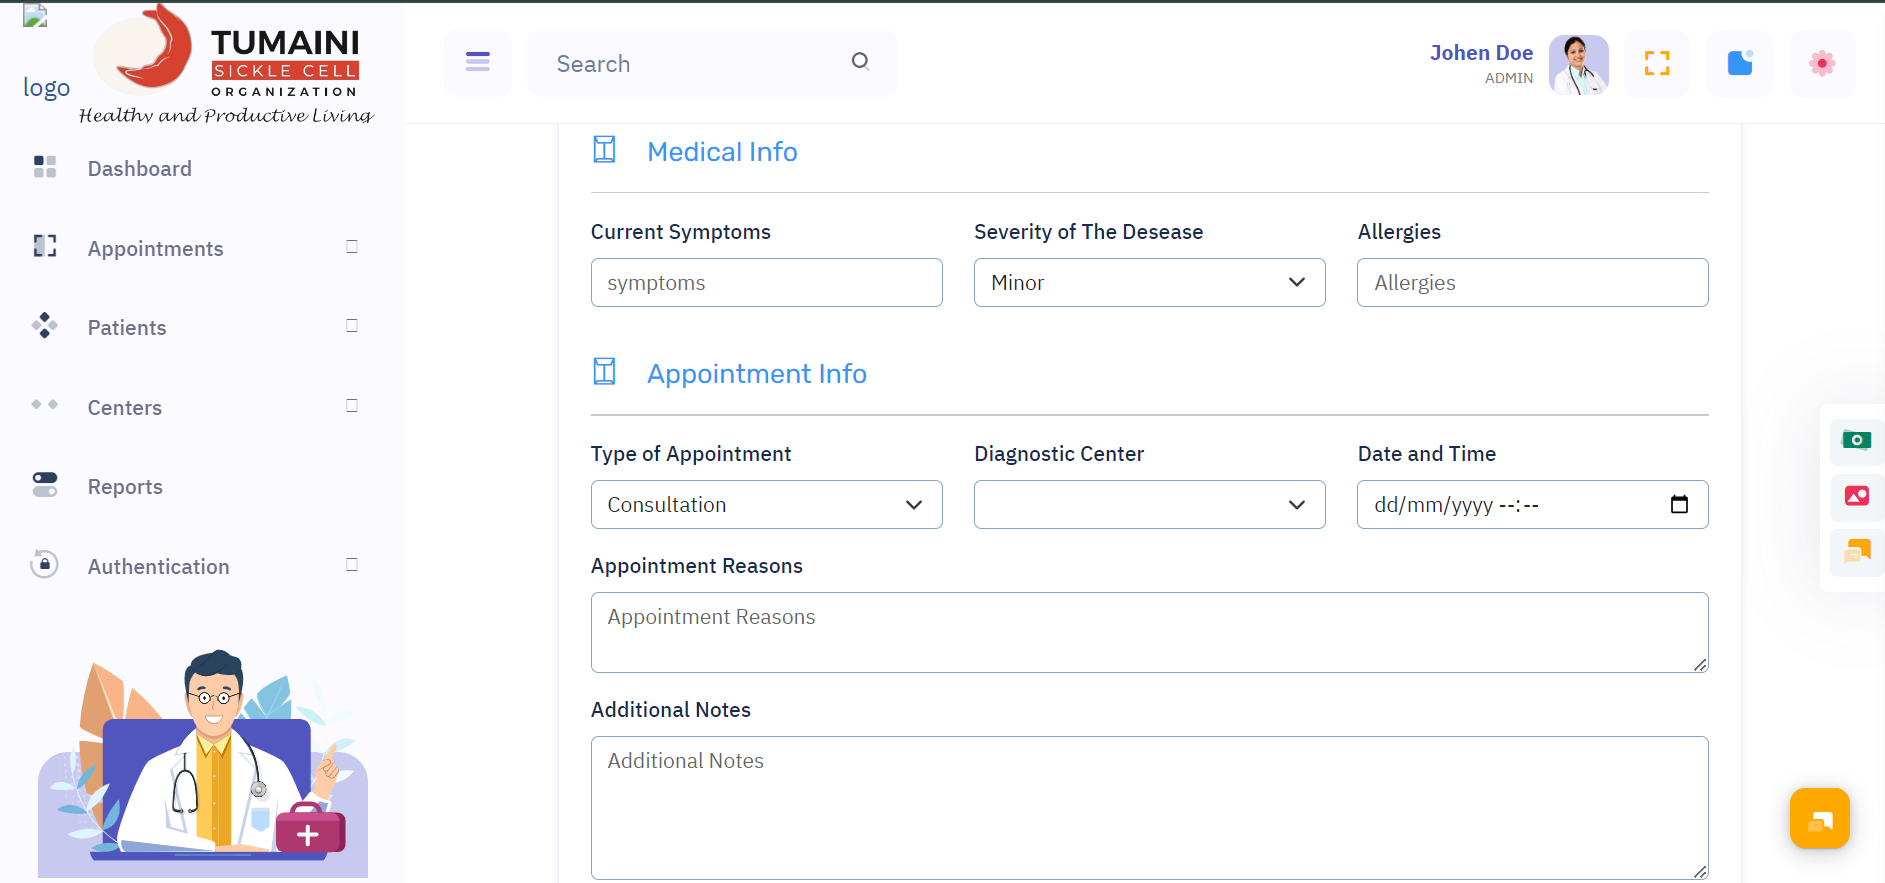 logo
TUMAINI
SICKLE CELL
ORGANIZATION
Healthy and Productive Living
Dashboard
Appointments
Patients
Centers
Reports
Authentication
Search
Johen Doe
ADMIN
Medical Info
Current Symptoms
Severity of The Desease
Allergies
symptoms
Minor
Allergies
Appointment Info
Type of Appointment
Diagnostic Center
Date and Time
Consultation
dd/mm/yyyy --:--
Appointment Reasons
Appointment Reasons
Additional Notes
Additional Notes